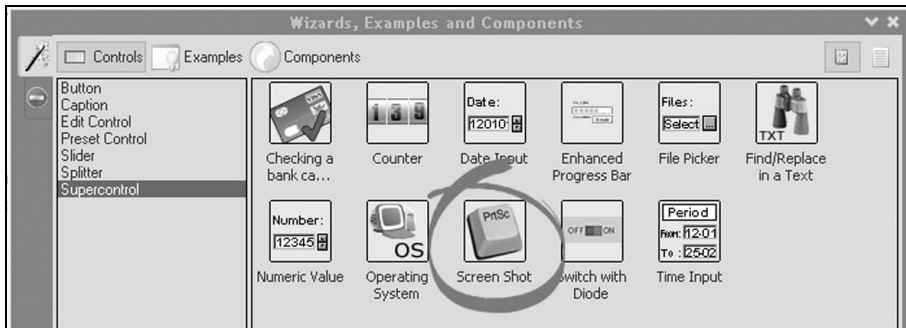 Wizards, Examples and Components
Controls Examples Components
Button
Caption
Edit Control
Preset Control
Slider
Splitter
Supercontrol
139
Date:
12010
Files:
Select ...
TXT
Checking a
bank ca...
Counter
Date Input
Enhanced
Progress Bar
File Picker
Find/Replace
in a Text
Number:
12345
OS
PrtSc
OFF ON
Period
From: 12-01
To : 25-02
Numeric Value
Operating
System
Screen Shot
Switch with
Diode
Time Input